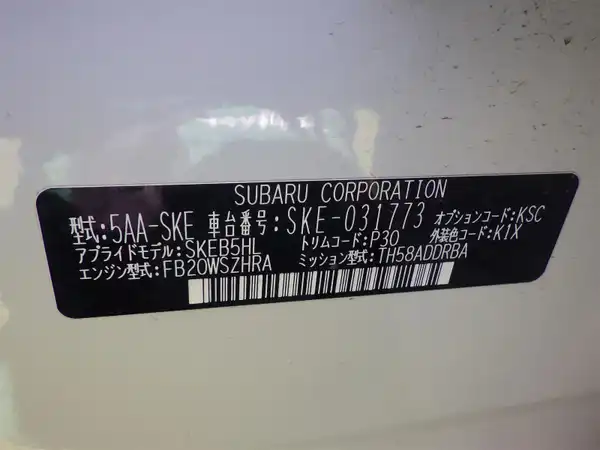 SUBARU CORPORATION
型式:5AA-SKE 車台番号:SKE-031773 オプションコード:KSC
アプライドモデル:SKEB5HL トリムコード:P30 外装色コード:K1X
エンジン型式:FB20WSZHRA ミッション型式:TH58ADDRBA